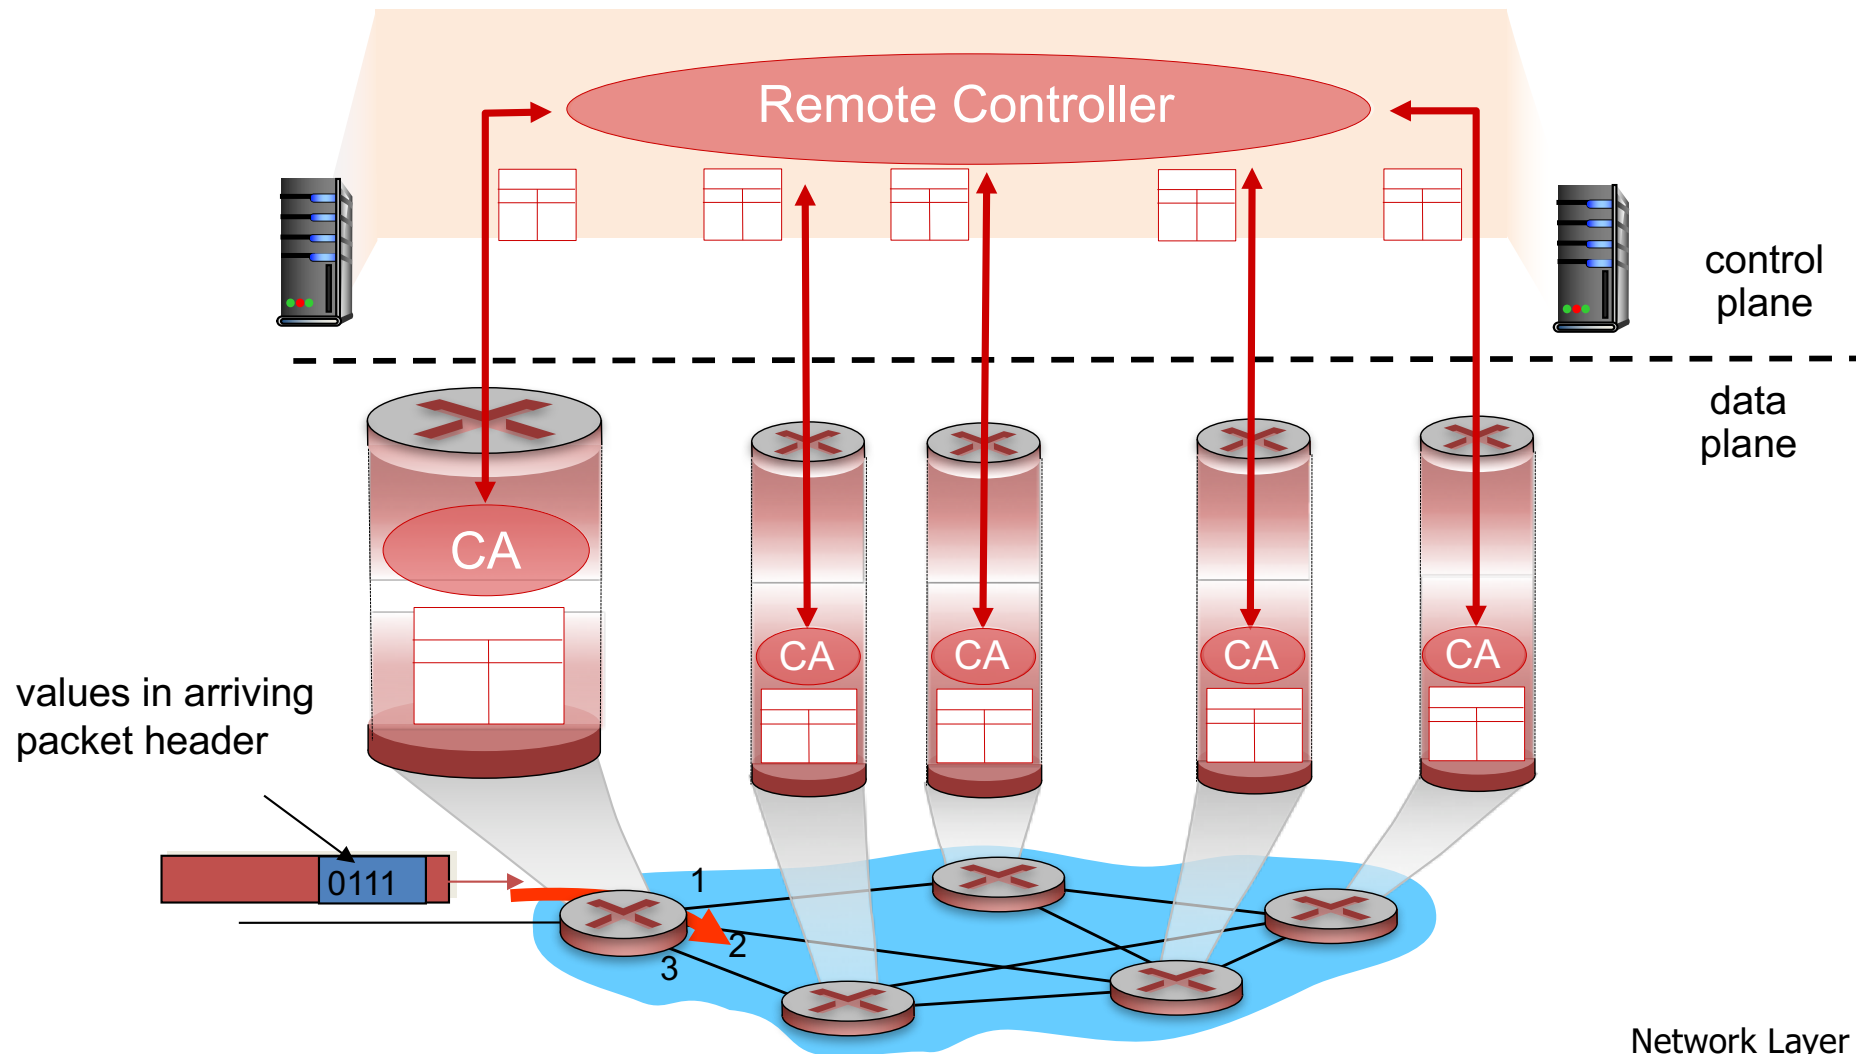 Remote Controller
control
plane
data
plane
CA
CA
CA
CA
CA
values in arriving
packet header
0111
1
2
3
Network Layer